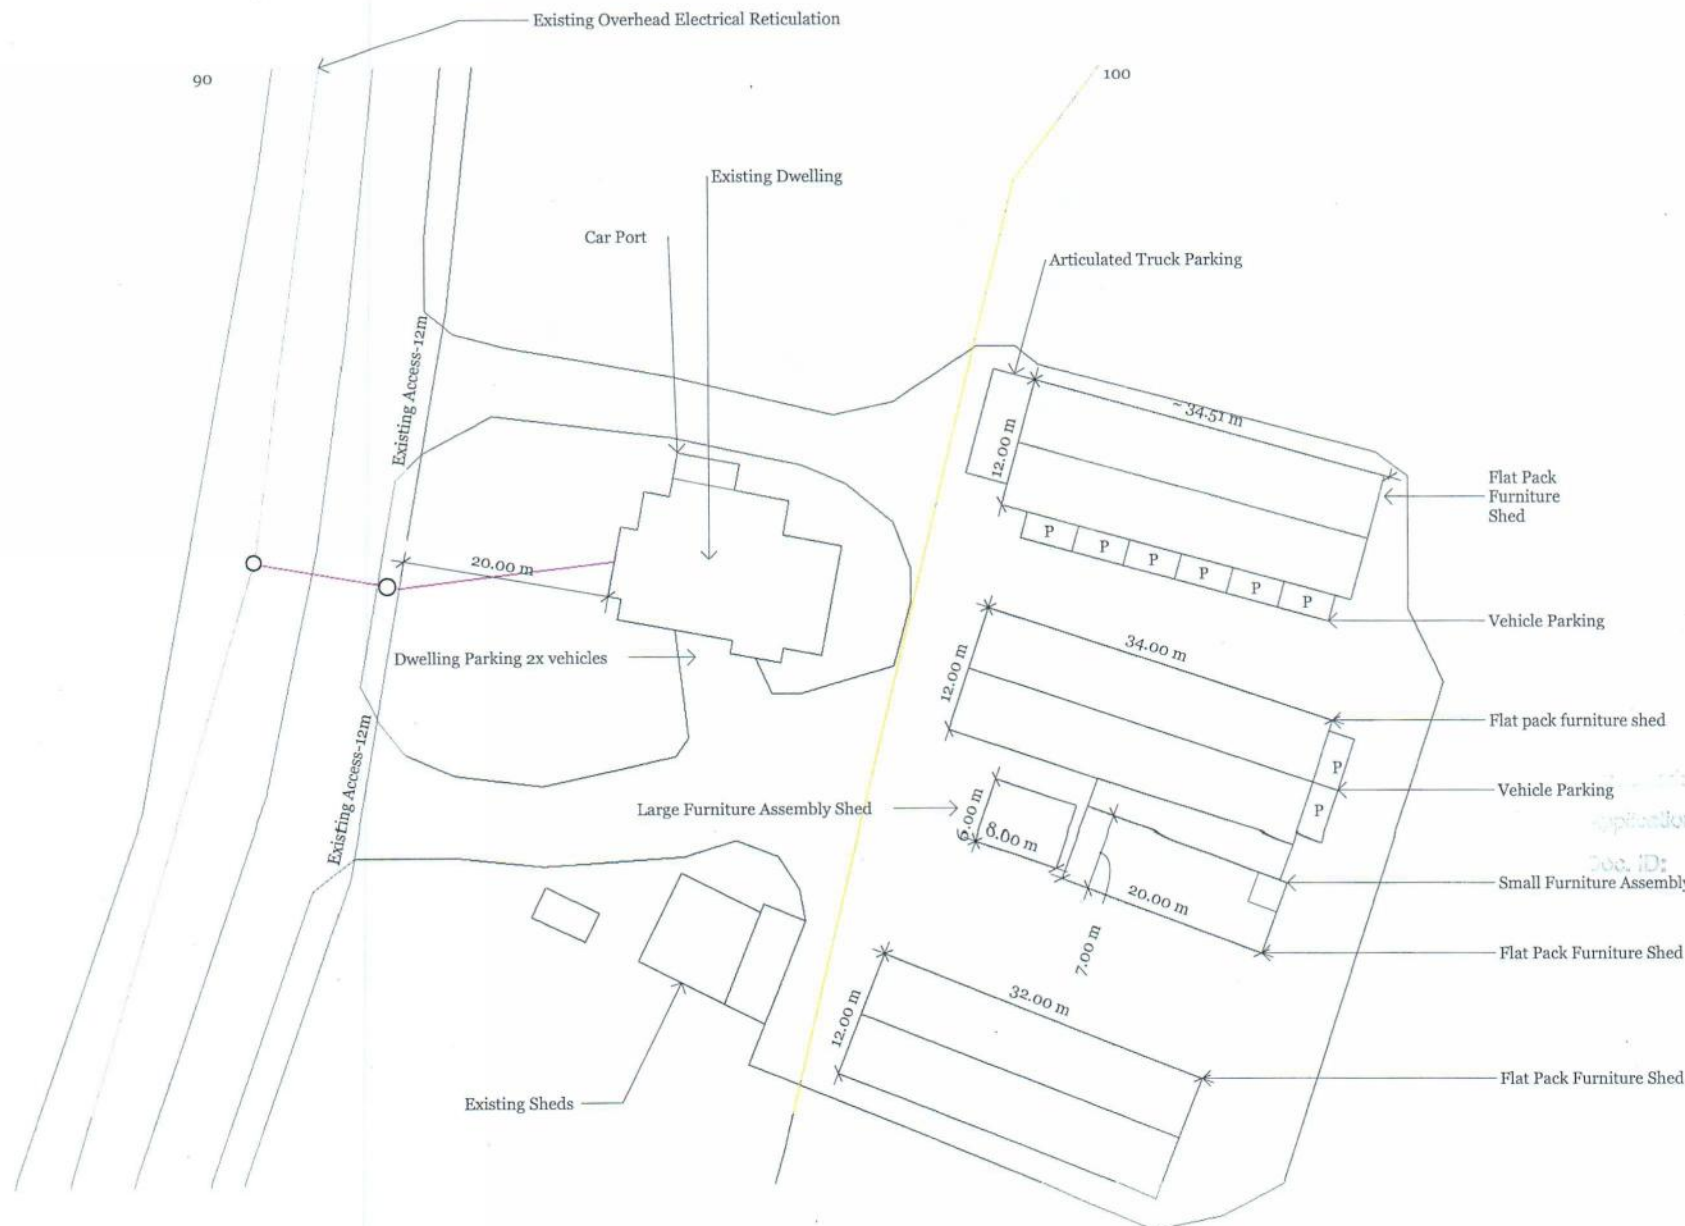 Existing Overhead Electrical Reticulation
90
100
Existing Dwelling
Car Port
Articulated Truck Parking
Existing Access-12m
~ 34.51 m
12.00 m
Flat Pack
Furniture
Shed
P
P
P
P
P
P
20.00 m
Vehicle Parking
Dwelling Parking 2x vehicles
34.00 m
12.00 m
Flat pack furniture shed
Existing Access-12m
P
P
Vehicle Parking
Large Furniture Assembly Shed
6.00 m
8.00 m
Doc. ID:
Small Furniture Assembly
20.00 m
7.00 m
Flat Pack Furniture Shed
32.00 m
12.00 m
Flat Pack Furniture Shed
Existing Sheds